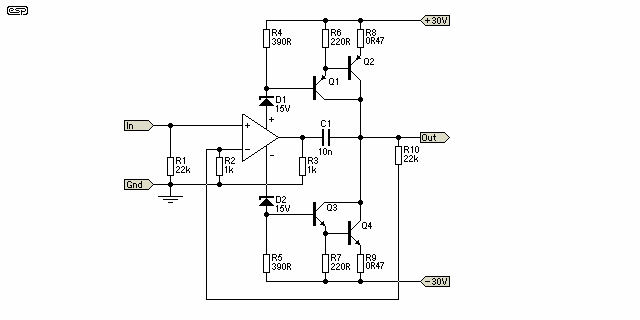 esp
+30V
R4
390R
R6
220R
R8
0R47
Q2
Q1
D1
15V
In
+
+
C1
10n
Out
-
-
R1
22k
R2
1k
R3
1k
R10
22k
Gnd
D2
15V
Q3
Q4
R5
390R
R7
220R
R9
0R47
-30V